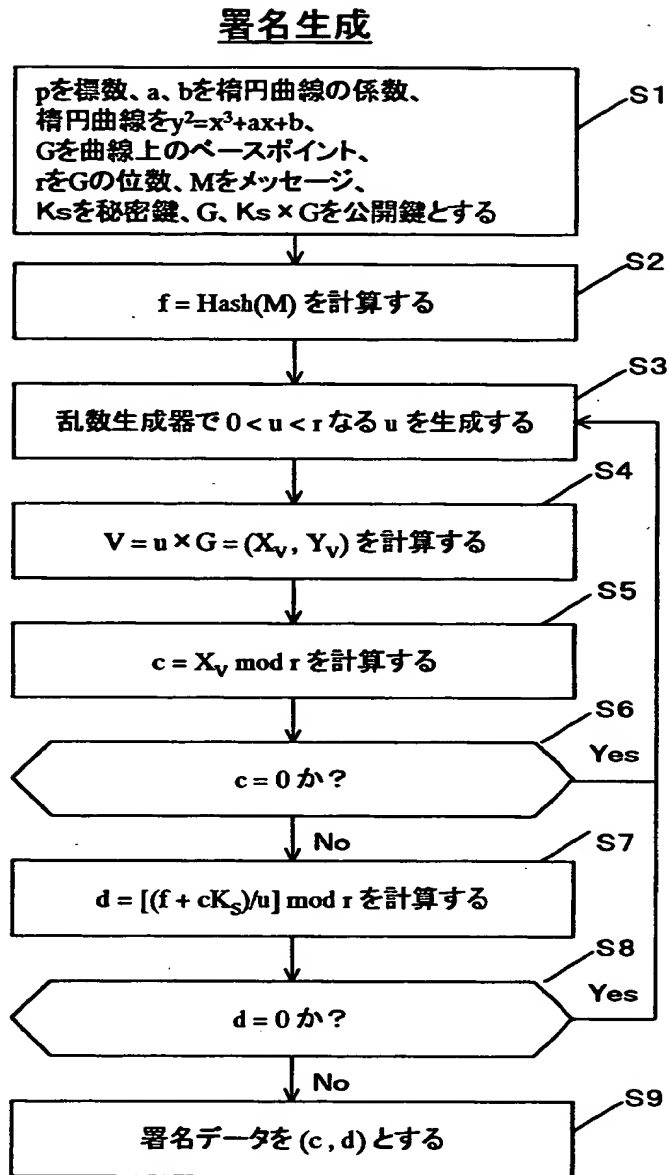 署名生成
S1
pを標数、a、bを楕円曲線の係数、
楕円曲線をy²=x³+ax+b、
Gを曲線上のベースポイント、
rをGの位数、Mをメッセージ、
Ksを秘密鍵、G、Ks×Gを公開鍵とする
S2
f = Hash(M) を計算する
S3
乱数生成器で 0 < u < r なる u を生成する
S4
V = u × G = (X_V, Y_V) を計算する
S5
c = X_V mod r を計算する
S6
c = 0 か?
Yes
No
S7
d = [(f + cK_S)/u] mod r を計算する
S8
d = 0 か?
Yes
No
S9
署名データを (c , d) とする